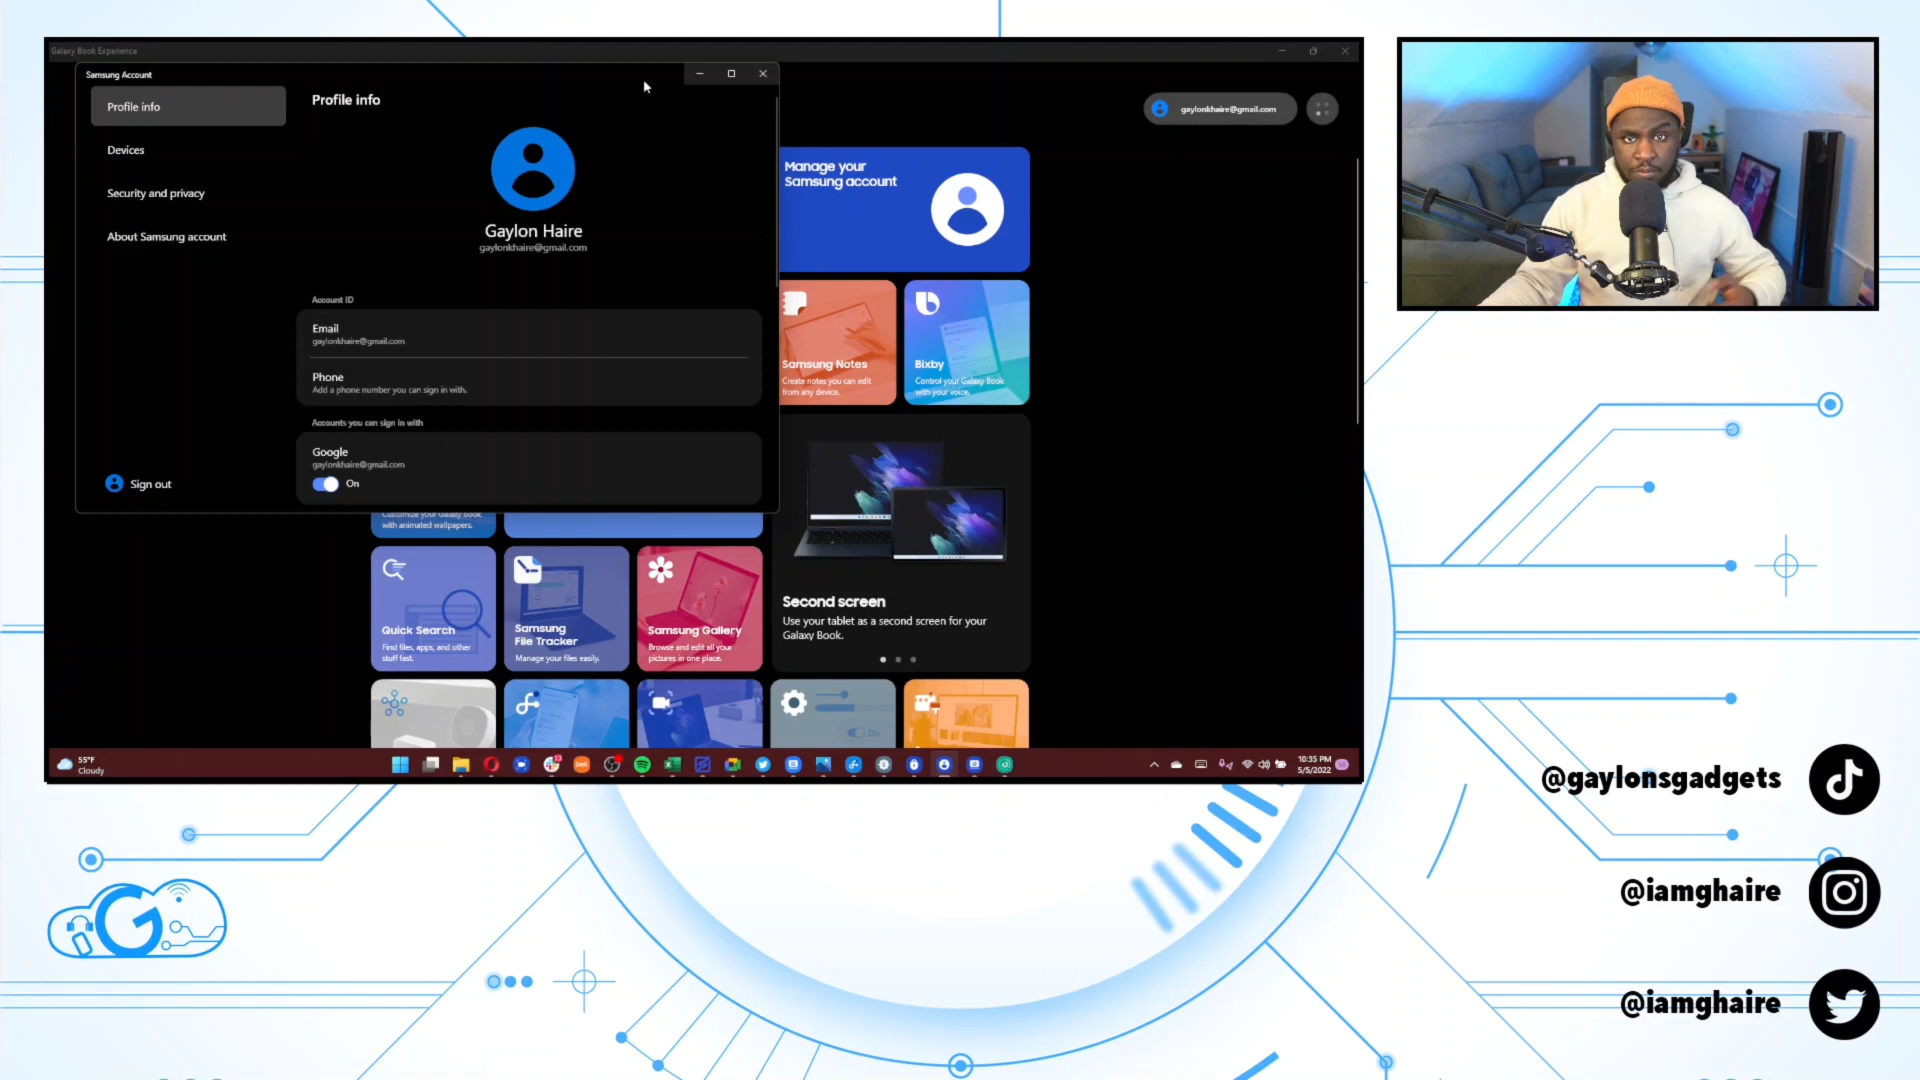 Galaxy Book Experience
Samsung Account
Profile info
Devices
Security and privacy
About Samsung account
Sign out
Profile info
Gaylon Haire
gaylonkhaire@gmail.com
Account ID
Email
gaylonkhaire@gmail.com
Phone
Add a phone number you can sign in with.
Accounts you can sign in with
Google
gaylonkhaire@gmail.com
On
gaylonkhaire@gmail.com
Manage your
Samsung account
Samsung Notes
Create notes you can edit
from any device.
Bixby
Control your Galaxy Book
with your voice.
Customize your Galaxy Book
with animated wallpapers.
Quick Search
Find files, apps, and other
stuff fast.
Samsung
File Tracker
Manage your files easily.
Samsung Gallery
Browse and edit all your
pictures in one place.
Second screen
Use your tablet as a second screen for your
Galaxy Book.
On
55°F
Cloudy
10:35 PM
5/5/2022
@gaylonsgadgets
@iamghaire
@iamghaire
G